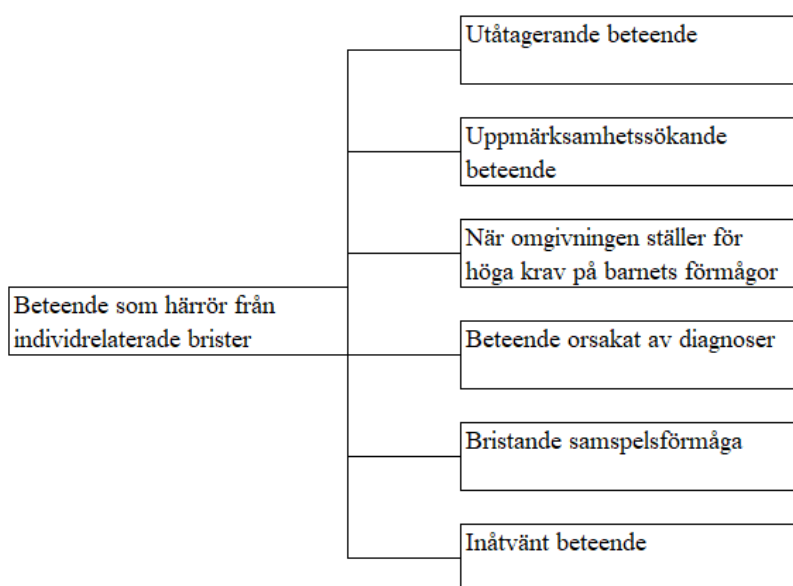 Utåtagerande beteende
Uppmärksamhetssökande
beteende
När omgivningen ställer för
höga krav på barnets förmågor
Beteende som härrör från
individrelaterade brister
Beteende orsakat av diagnoser
Bristande samspelsförmåga
Inåtvänt beteende